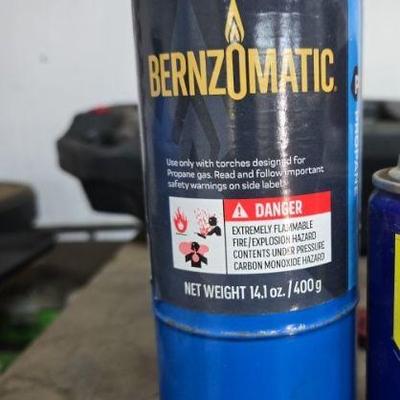 BERNZOMATIC
Use only with torches designed for
Propane gas. Read and follow important
safety warnings on side label.
DANGER
EXTREMELY FLAMMABLE
FIRE/EXPLOSION HAZARD
CONTENTS UNDER PRESSURE
CARBON MONOXIDE HAZARD
NET WEIGHT 14.1 oz. / 400 g